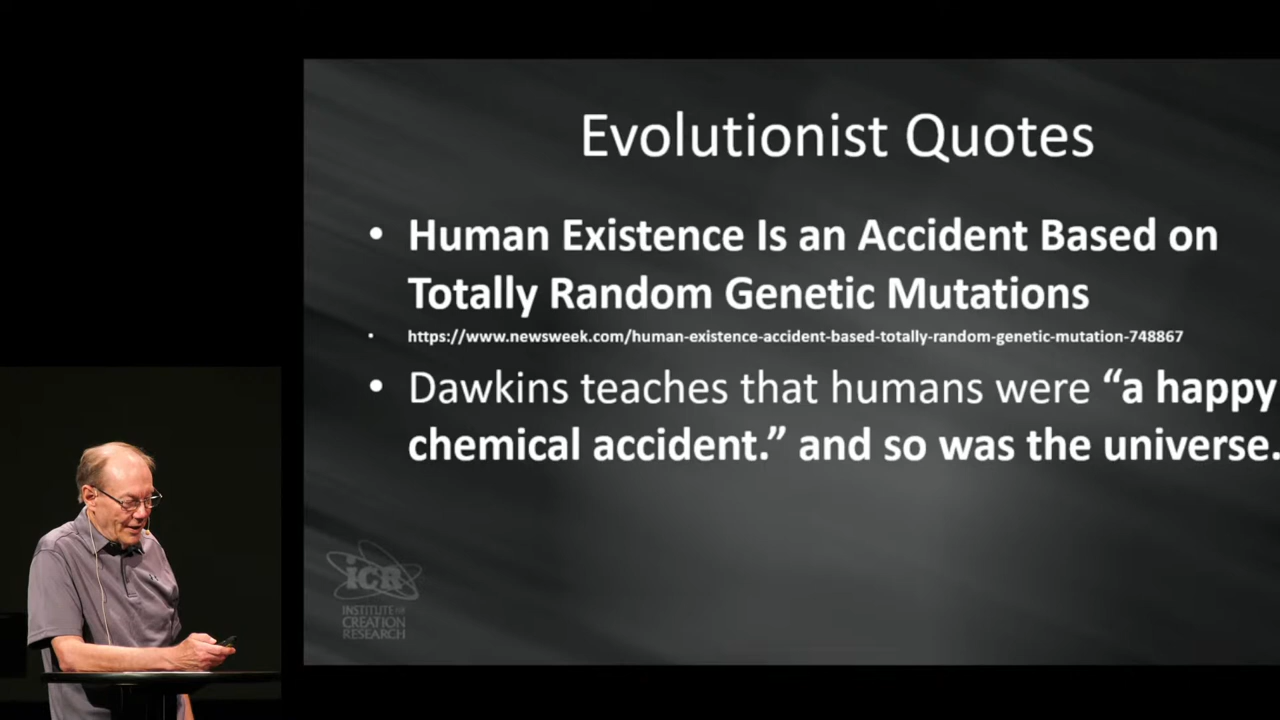 Evolutionist Quotes
• Human Existence Is an Accident Based on
Totally Random Genetic Mutations
• https://www.newsweek.com/human-existence-accident-based-totally-random-genetic-mutation-748867
• Dawkins teaches that humans were “a happy
chemical accident.” and so was the universe.
iCR
INSTITUTE for
CREATION
RESEARCH